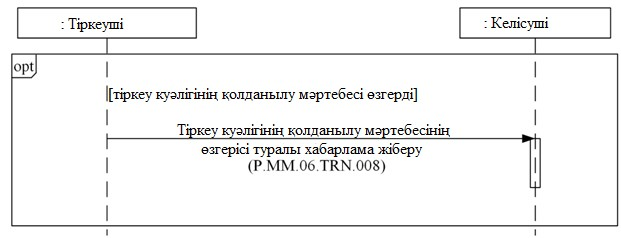 : Тіркеуші
: Келісуші
opt
[тіркеу куәлігінің қолданылу мәртебесі өзгерді]
Тіркеу куәлігінің қолданылу мәртебесінің
өзгерісі туралы хабарлама жіберу
(P.MM.06.TRN.008)